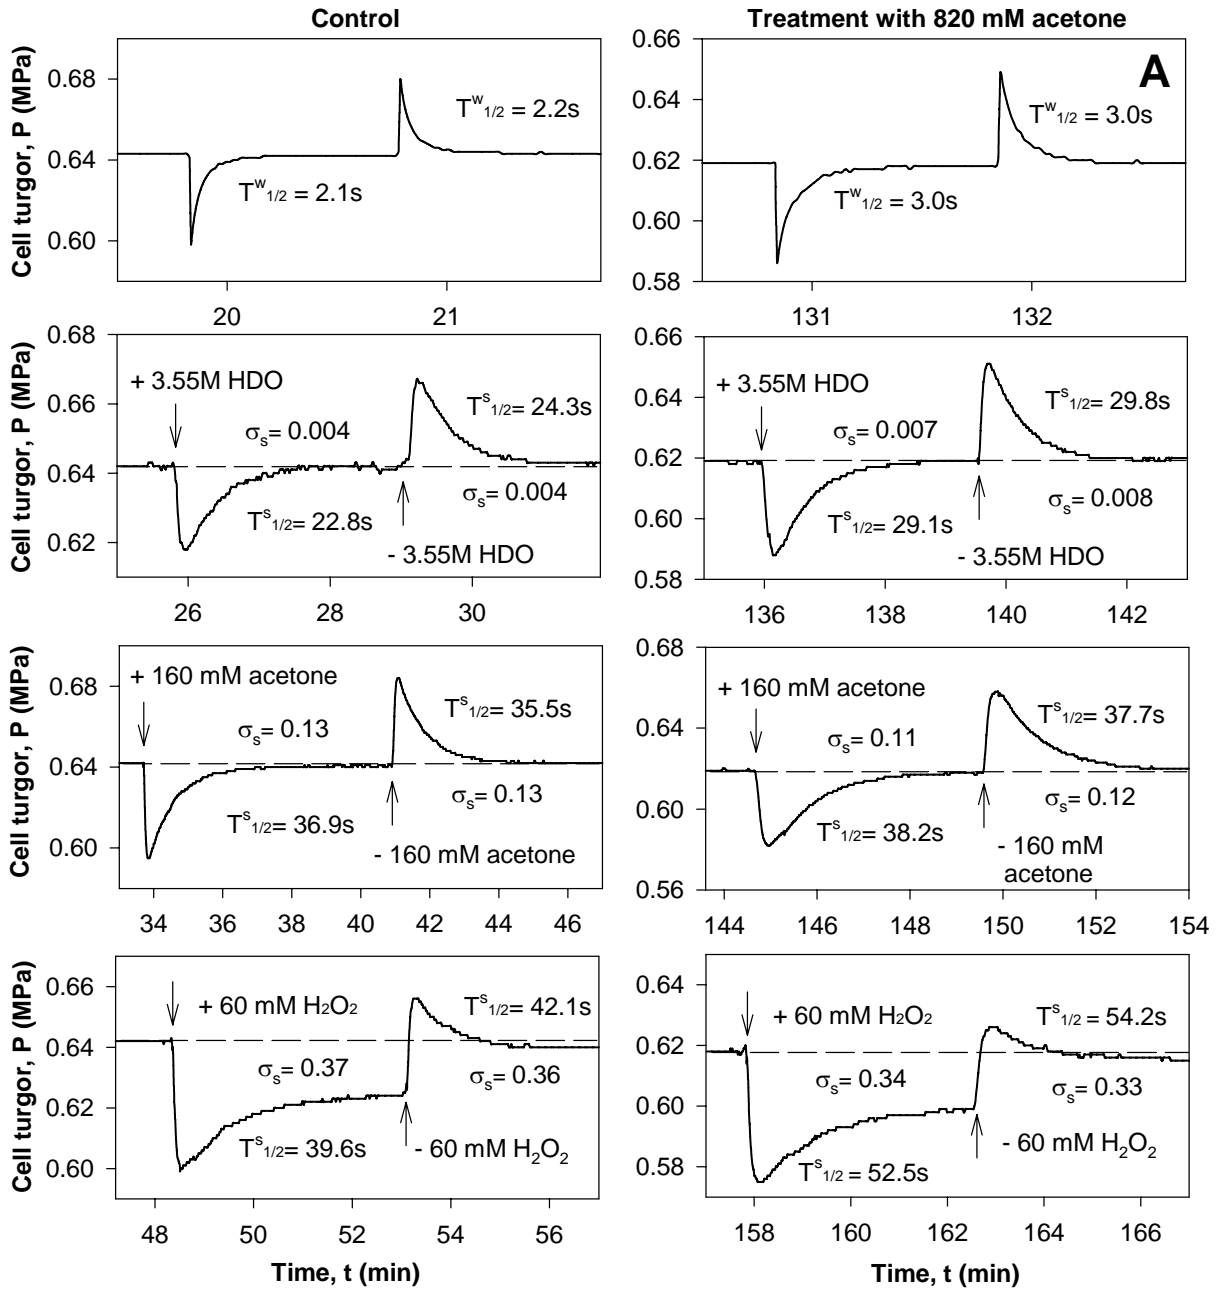 Control
Treatment with 820 mM acetone
Cell turgor, P (MPa)
0.68
0.64
0.60
T^w_1/2 = 2.2s
T^w_1/2 = 2.1s
20
21
0.66
0.64
0.62
0.60
0.58
A
T^w_1/2 = 3.0s
T^w_1/2 = 3.0s
131
132
Cell turgor, P (MPa)
0.68
0.66
0.64
0.62
+ 3.55M HDO
T^s_1/2= 24.3s
σ_s= 0.004
σ_s= 0.004
T^s_1/2= 22.8s
- 3.55M HDO
26
28
30
0.66
0.64
0.62
0.60
0.58
+ 3.55M HDO
T^s_1/2= 29.8s
σ_s= 0.007
σ_s= 0.008
T^s_1/2= 29.1s
- 3.55M HDO
136
138
140
142
Cell turgor, P (MPa)
0.68
0.64
0.60
+ 160 mM acetone
T^s_1/2= 35.5s
σ_s= 0.13
σ_s= 0.13
T^s_1/2= 36.9s
- 160 mM acetone
34
36
38
40
42
44
46
0.68
0.64
0.60
0.56
+ 160 mM acetone
T^s_1/2= 37.7s
σ_s= 0.11
σ_s= 0.12
T^s_1/2= 38.2s
- 160 mM
acetone
144
146
148
150
152
154
Cell turgor, P (MPa)
0.66
0.64
0.62
0.60
+ 60 mM H2O2
T^s_1/2= 42.1s
σ_s= 0.37
σ_s= 0.36
T^s_1/2= 39.6s
- 60 mM H₂O₂
48
50
52
54
56
Time, t (min)
0.64
0.62
0.60
0.58
+ 60 mM H2O2
T^s_1/2 = 54.2s
σ_s= 0.34
σ_s= 0.33
T^s_1/2 = 52.5s
- 60 mM H₂O₂
158
160
162
164
166
Time, t (min)